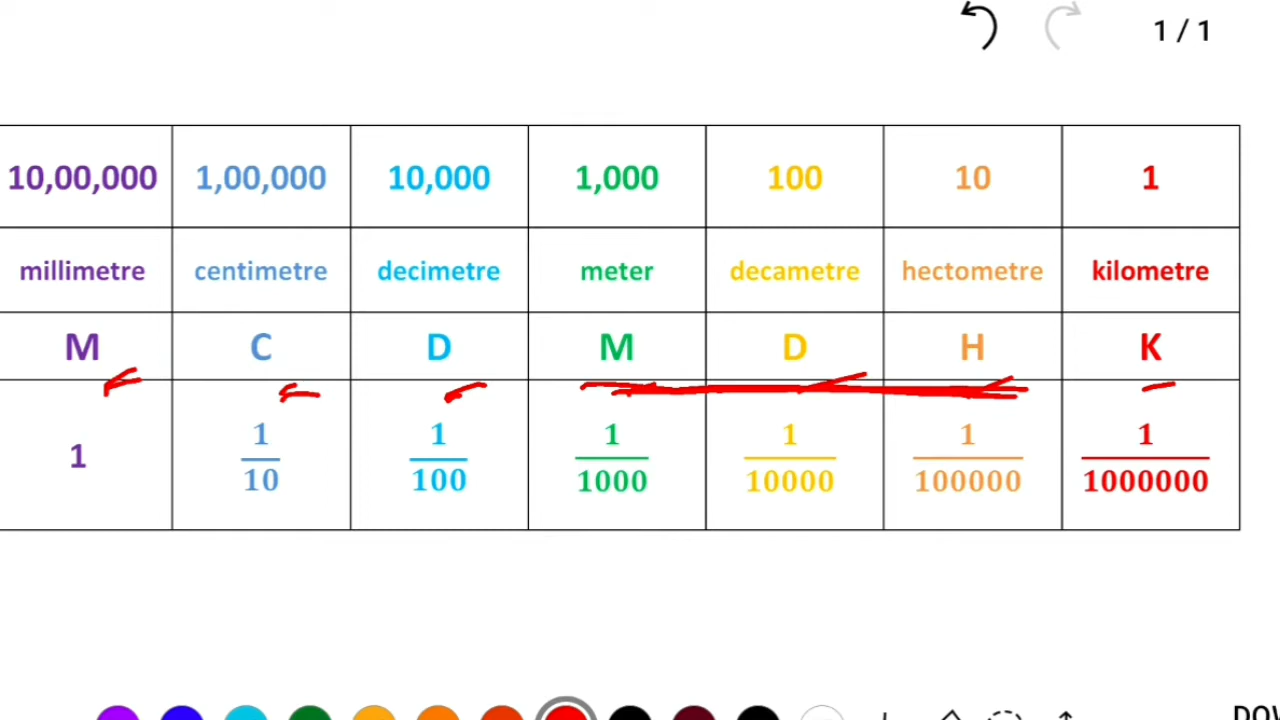 1 / 1
10,00,000 1,00,000 10,000 1,000 100 10 1
millimetre centimetre decimetre meter decametre hectometre kilometre
M C D M D H K
1 1/10 1/100 1/1000 1/10000 1/100000 1/1000000